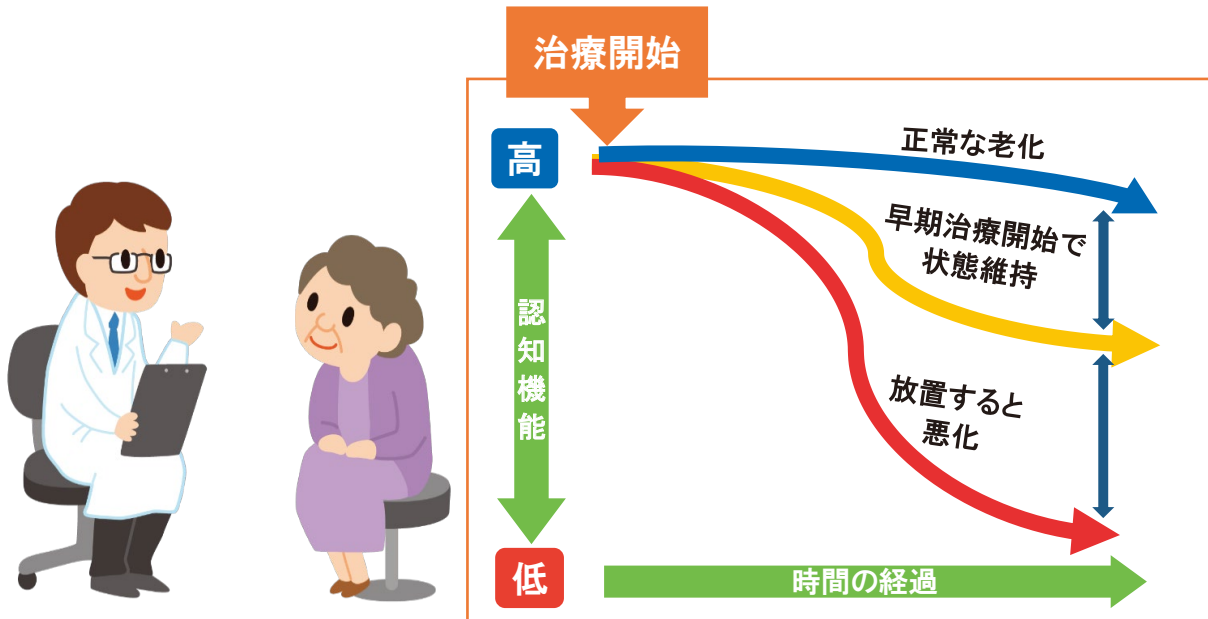 治療開始
高
認知機能
低
正常な老化
早期治療開始で
状態維持
放置すると
悪化
時間の経過